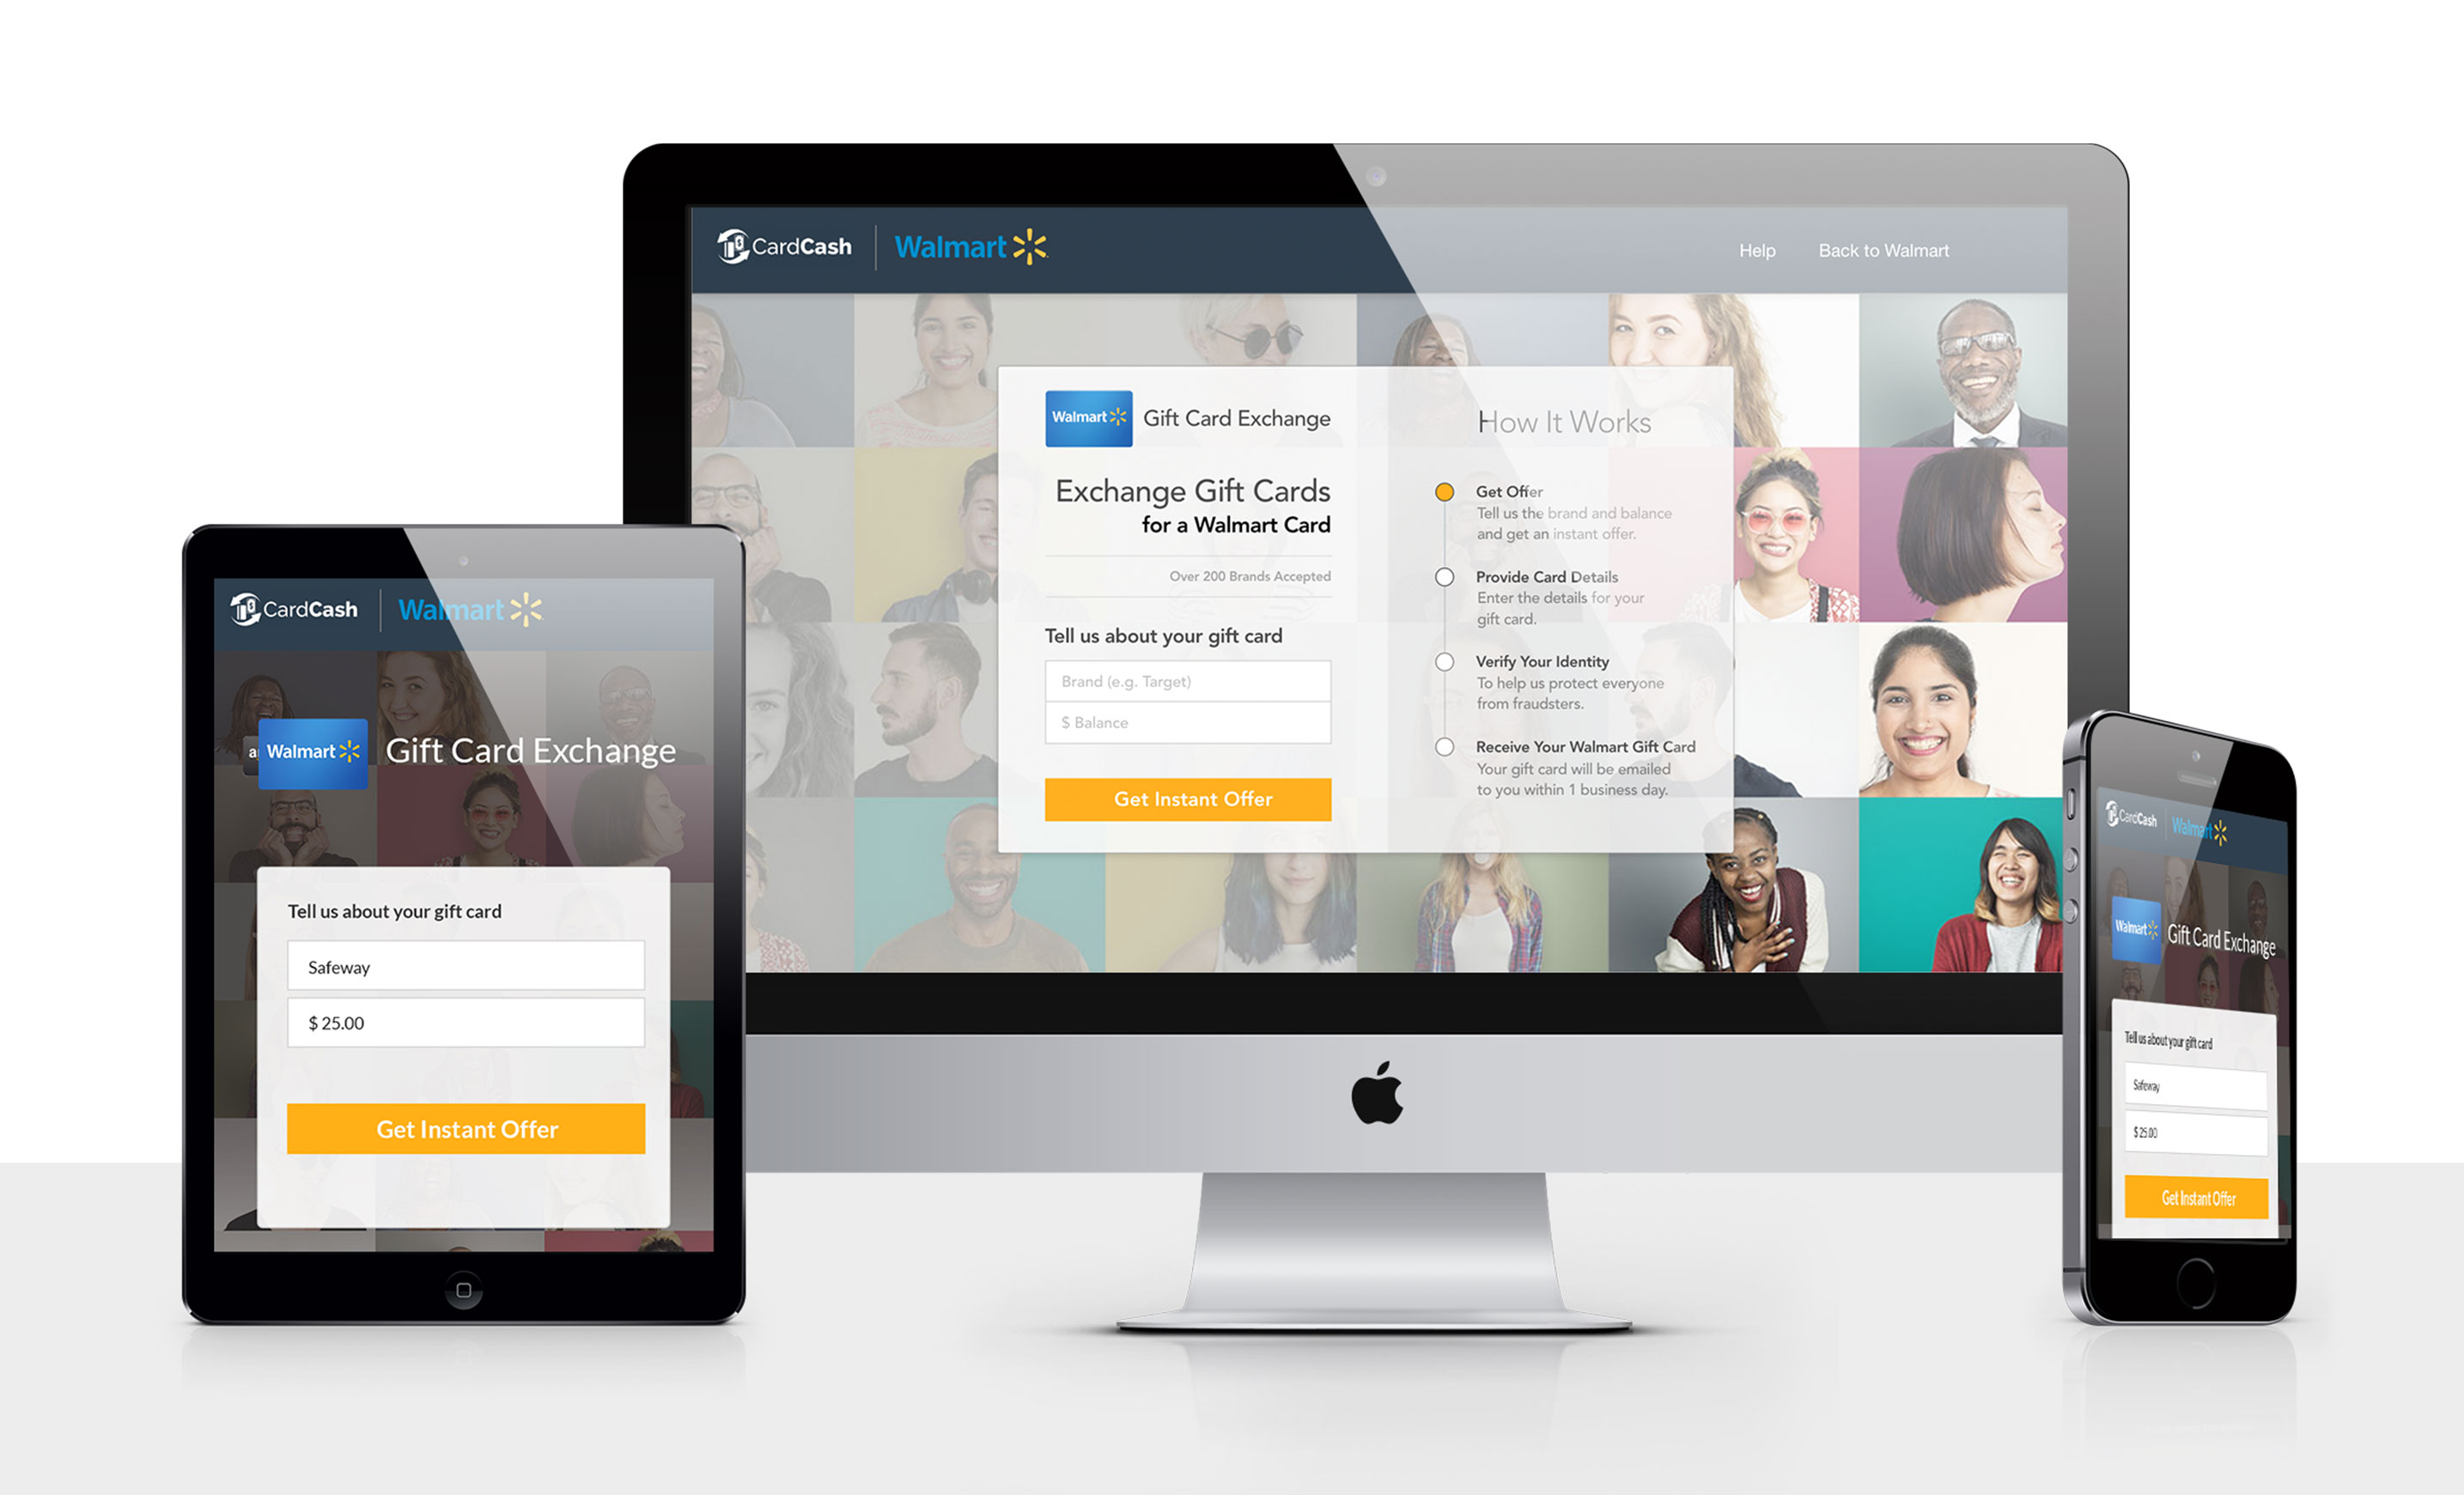 CardCash
Walmart
Help
Back to Walmart
Walmart
Gift Card Exchange
Exchange Gift Cards
for a Walmart Card
Over 200 Brands Accepted
Tell us about your gift card
Brand (e.g. Target)
$ Balance
Get Instant Offer
How It Works
Get Offer
Tell us the brand and balance
and get an instant offer.
Provide Card Details
Enter the details for your
gift card.
Verify Your Identity
To help us protect everyone
from fraudsters.
Receive Your Walmart Gift Card
Your gift card will be emailed
to you within 1 business day.
CardCash
Walmart
a
Walmart
Gift Card Exchange
Tell us about your gift card
Safeway
$ 25.00
Get Instant Offer
CardCash
Walmart
Walmart
Gift Card Exchange
Tell us about your gift card
Safeway
$ 25.00
Get Instant Offer